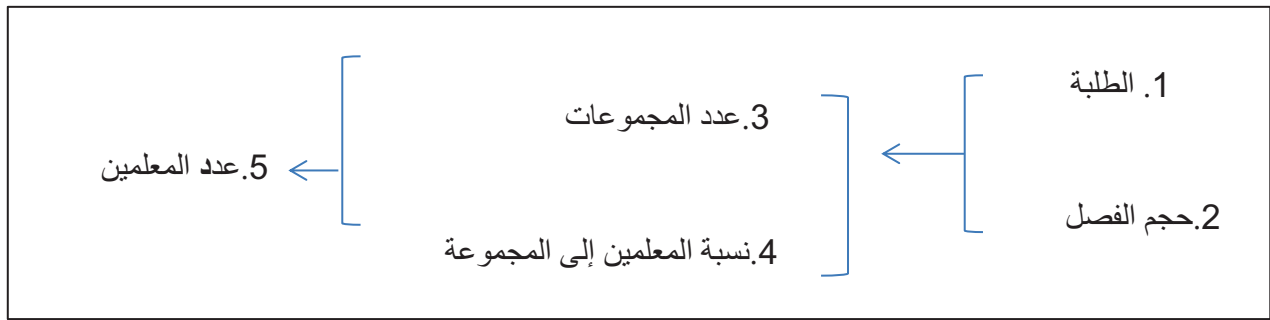 1. الطلبة
2.حجم الفصل
3.عدد المجموعات
4.نسبة المعلمين إلى المجموعة
5.عدد المعلمين